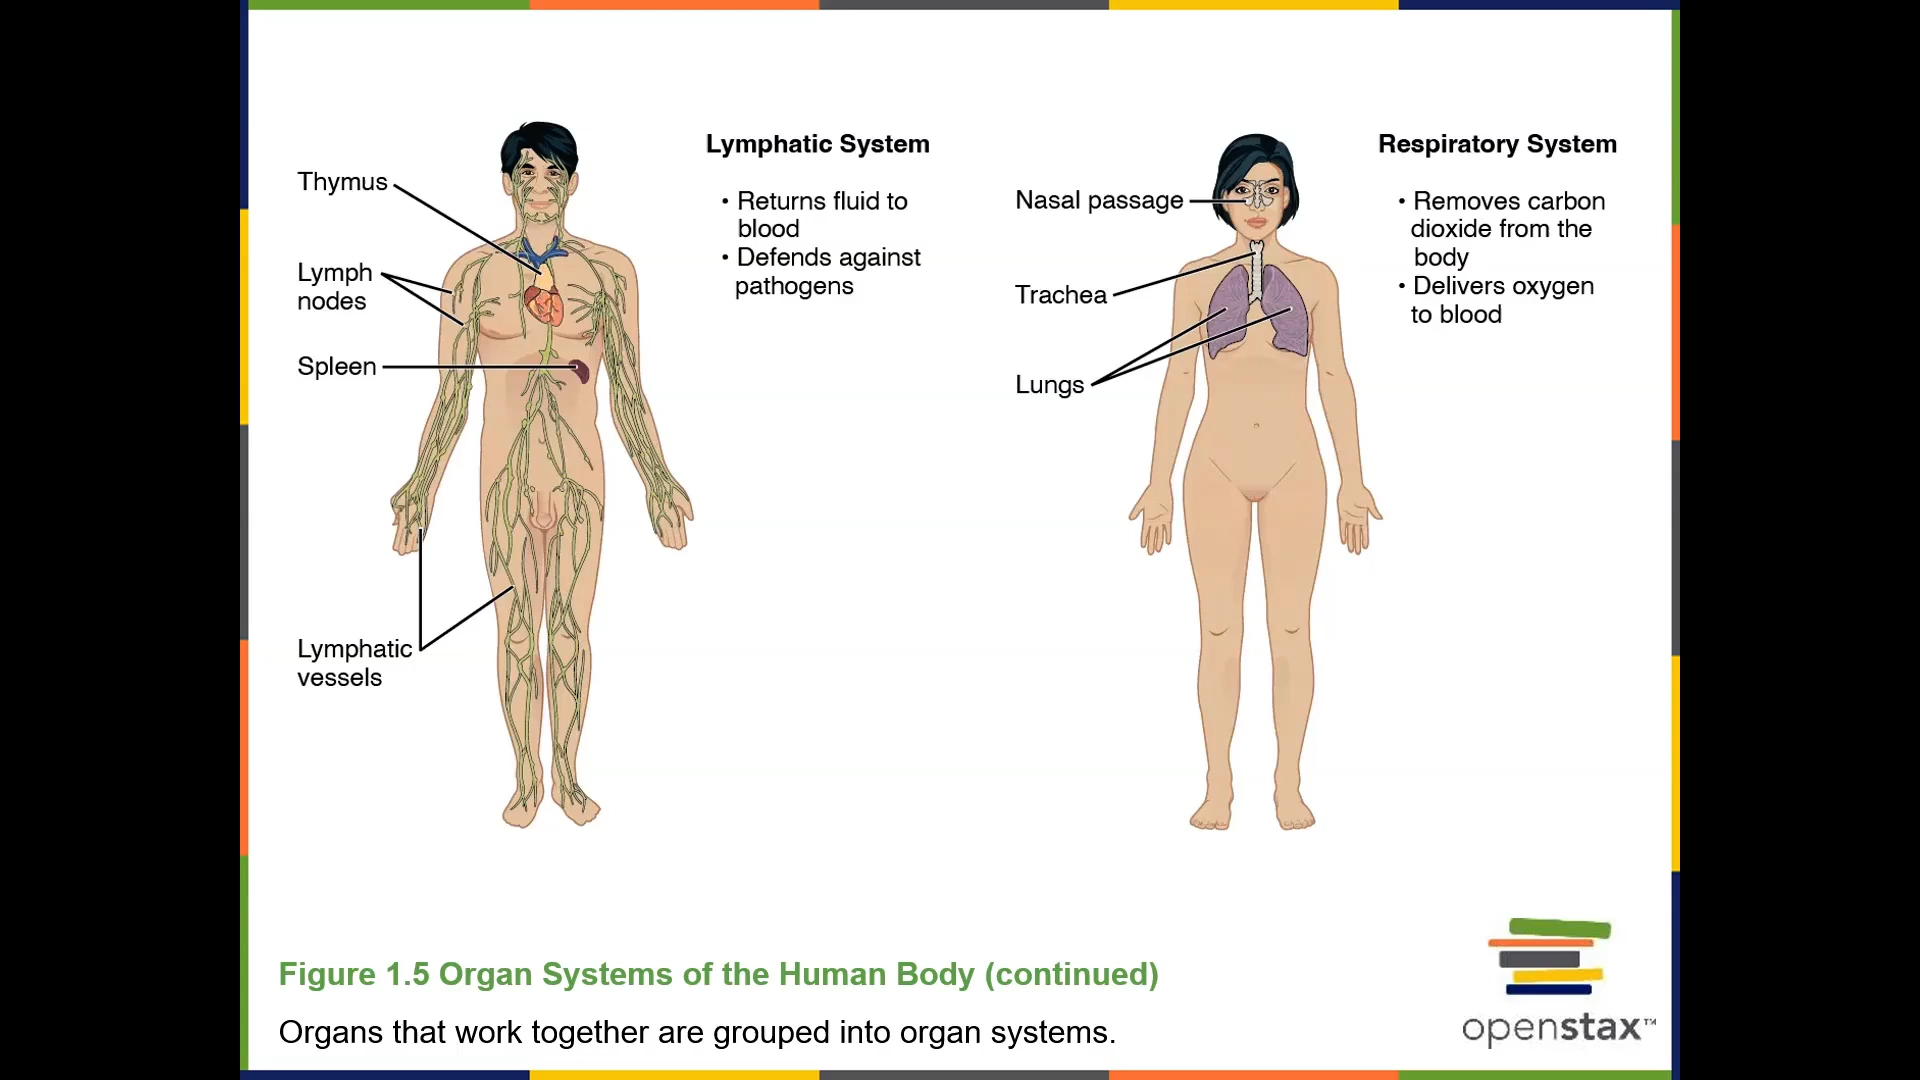 Lymphatic System
Thymus
Lymph
nodes
Spleen
Lymphatic
vessels
• Returns fluid to
blood
• Defends against
pathogens
Respiratory System
Nasal passage
Trachea
Lungs
• Removes carbon
dioxide from the
body
• Delivers oxygen
to blood
Figure 1.5 Organ Systems of the Human Body (continued)
Organs that work together are grouped into organ systems.
openstax™